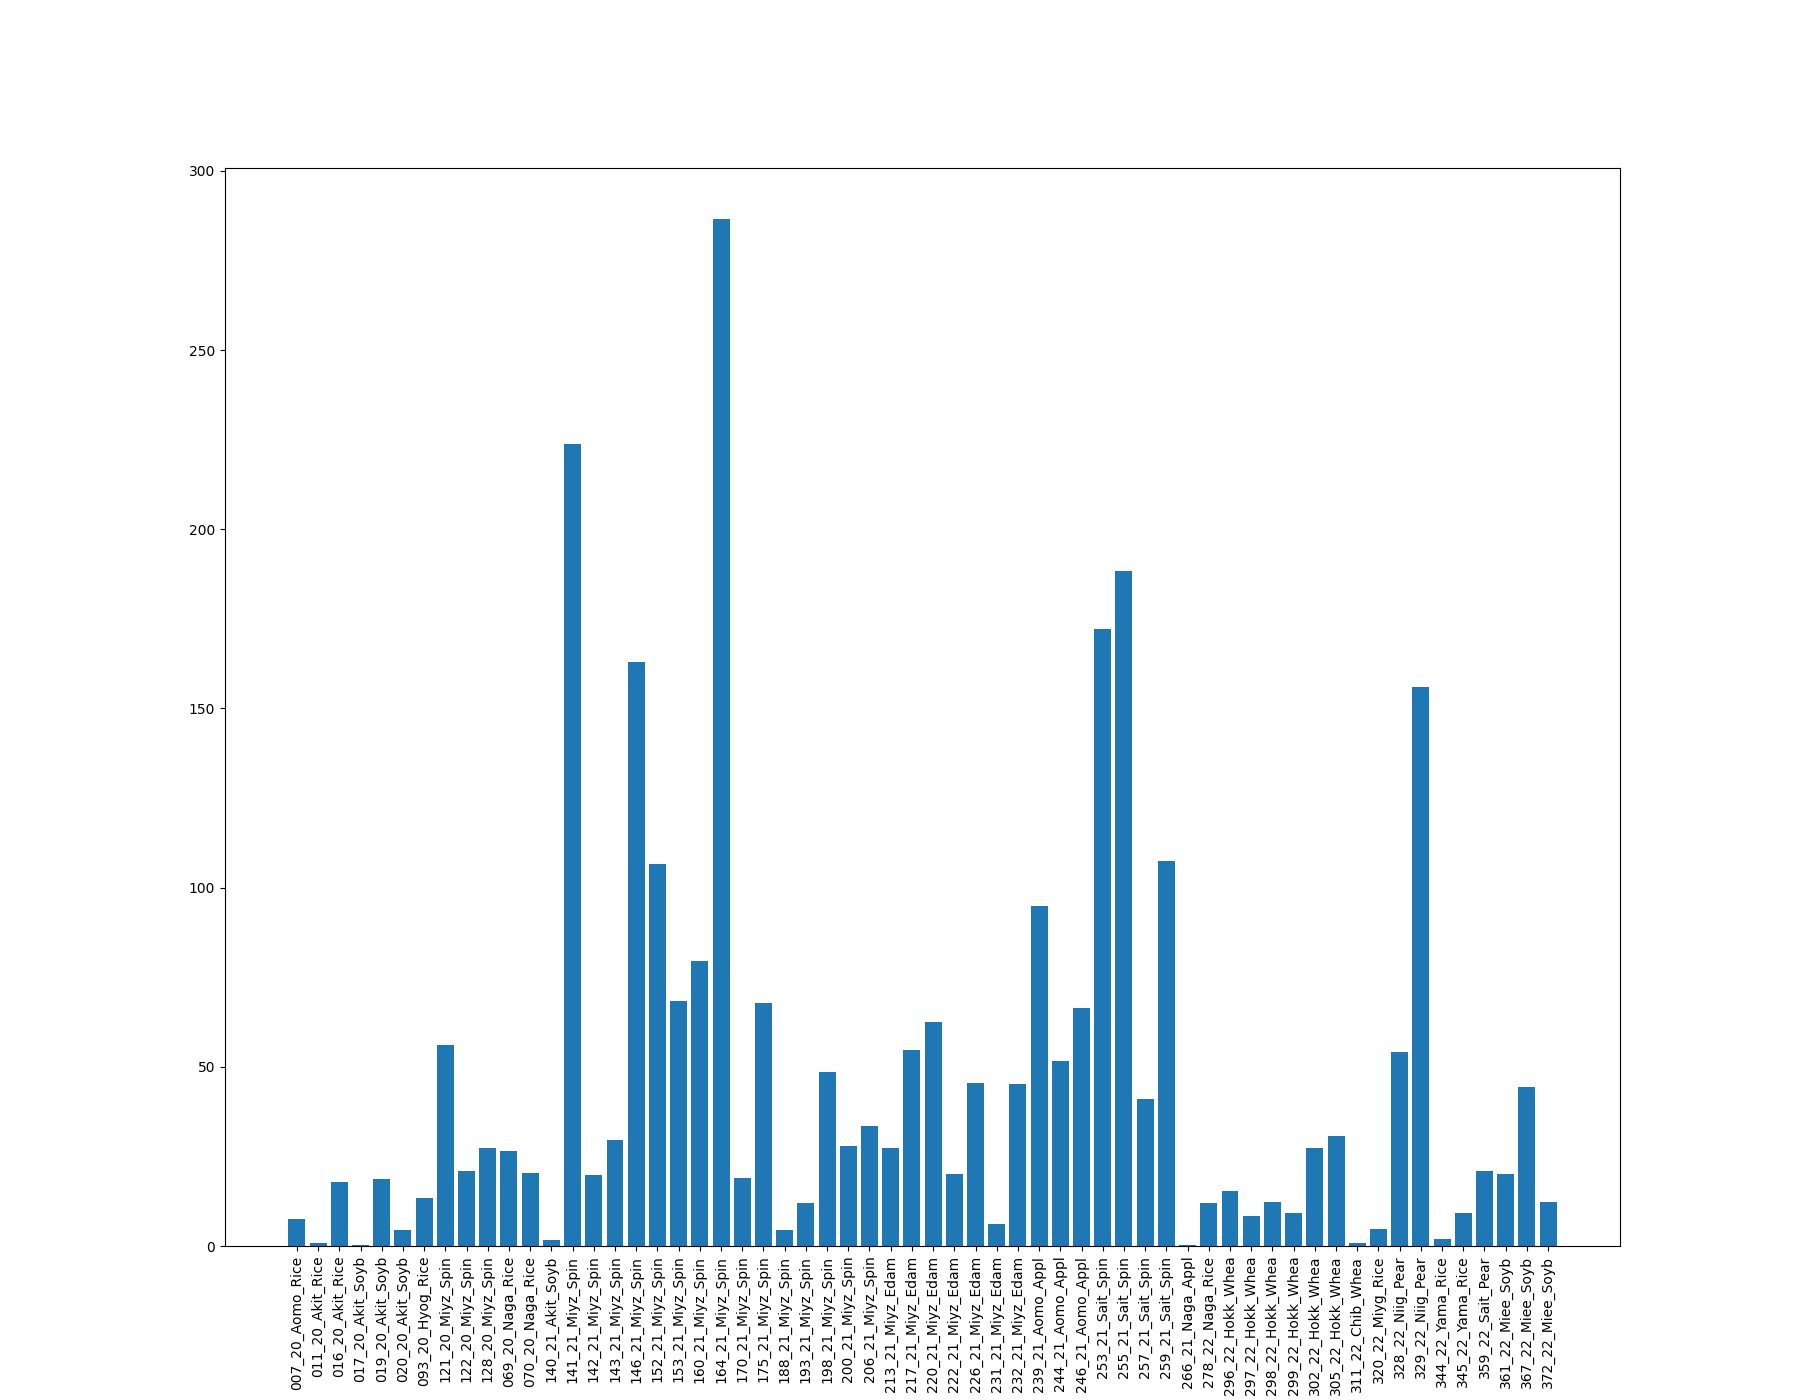 300
250
200
150
100
50
0
007_20_Aomo_Rice
011_20_Akit_Rice
016_20_Akit_Rice
017_20_Akit_Soyb
019_20_Akit_Soyb
020_20_Akit_Soyb
093_20_Hyog_Rice
121_20_Miyz_Spin
122_20_Miyz_Spin
128_20_Miyz_Spin
069_20_Naga_Rice
070_20_Naga_Rice
140_21_Akit_Soyb
141_21_Miyz_Spin
142_21_Miyz_Spin
143_21_Miyz_Spin
146_21_Miyz_Spin
152_21_Miyz_Spin
153_21_Miyz_Spin
160_21_Miyz_Spin
164_21_Miyz_Spin
170_21_Miyz_Spin
175_21_Miyz_Spin
188_21_Miyz_Spin
193_21_Miyz_Spin
198_21_Miyz_Spin
200_21_Miyz_Spin
206_21_Miyz_Spin
213_21_Miyz_Edam
217_21_Miyz_Edam
220_21_Miyz_Edam
222_21_Miyz_Edam
226_21_Miyz_Edam
231_21_Miyz_Edam
232_21_Miyz_Edam
239_21_Aomo_Appl
244_21_Aomo_Appl
246_21_Aomo_Appl
253_21_Sait_Spin
255_21_Sait_Spin
257_21_Sait_Spin
259_21_Sait_Spin
266_21_Naga_Appl
278_22_Naga_Rice
296_22_Hokk_Whea
297_22_Hokk_Whea
298_22_Hokk_Whea
299_22_Hokk_Whea
302_22_Hokk_Whea
305_22_Hokk_Whea
311_22_Chib_Whea
320_22_Miyg_Rice
328_22_Niig_Pear
329_22_Niig_Pear
344_22_Yama_Rice
345_22_Yama_Rice
359_22_Sait_Pear
361_22_Miee_Soyb
367_22_Miee_Soyb
372_22_Miee_Soyb